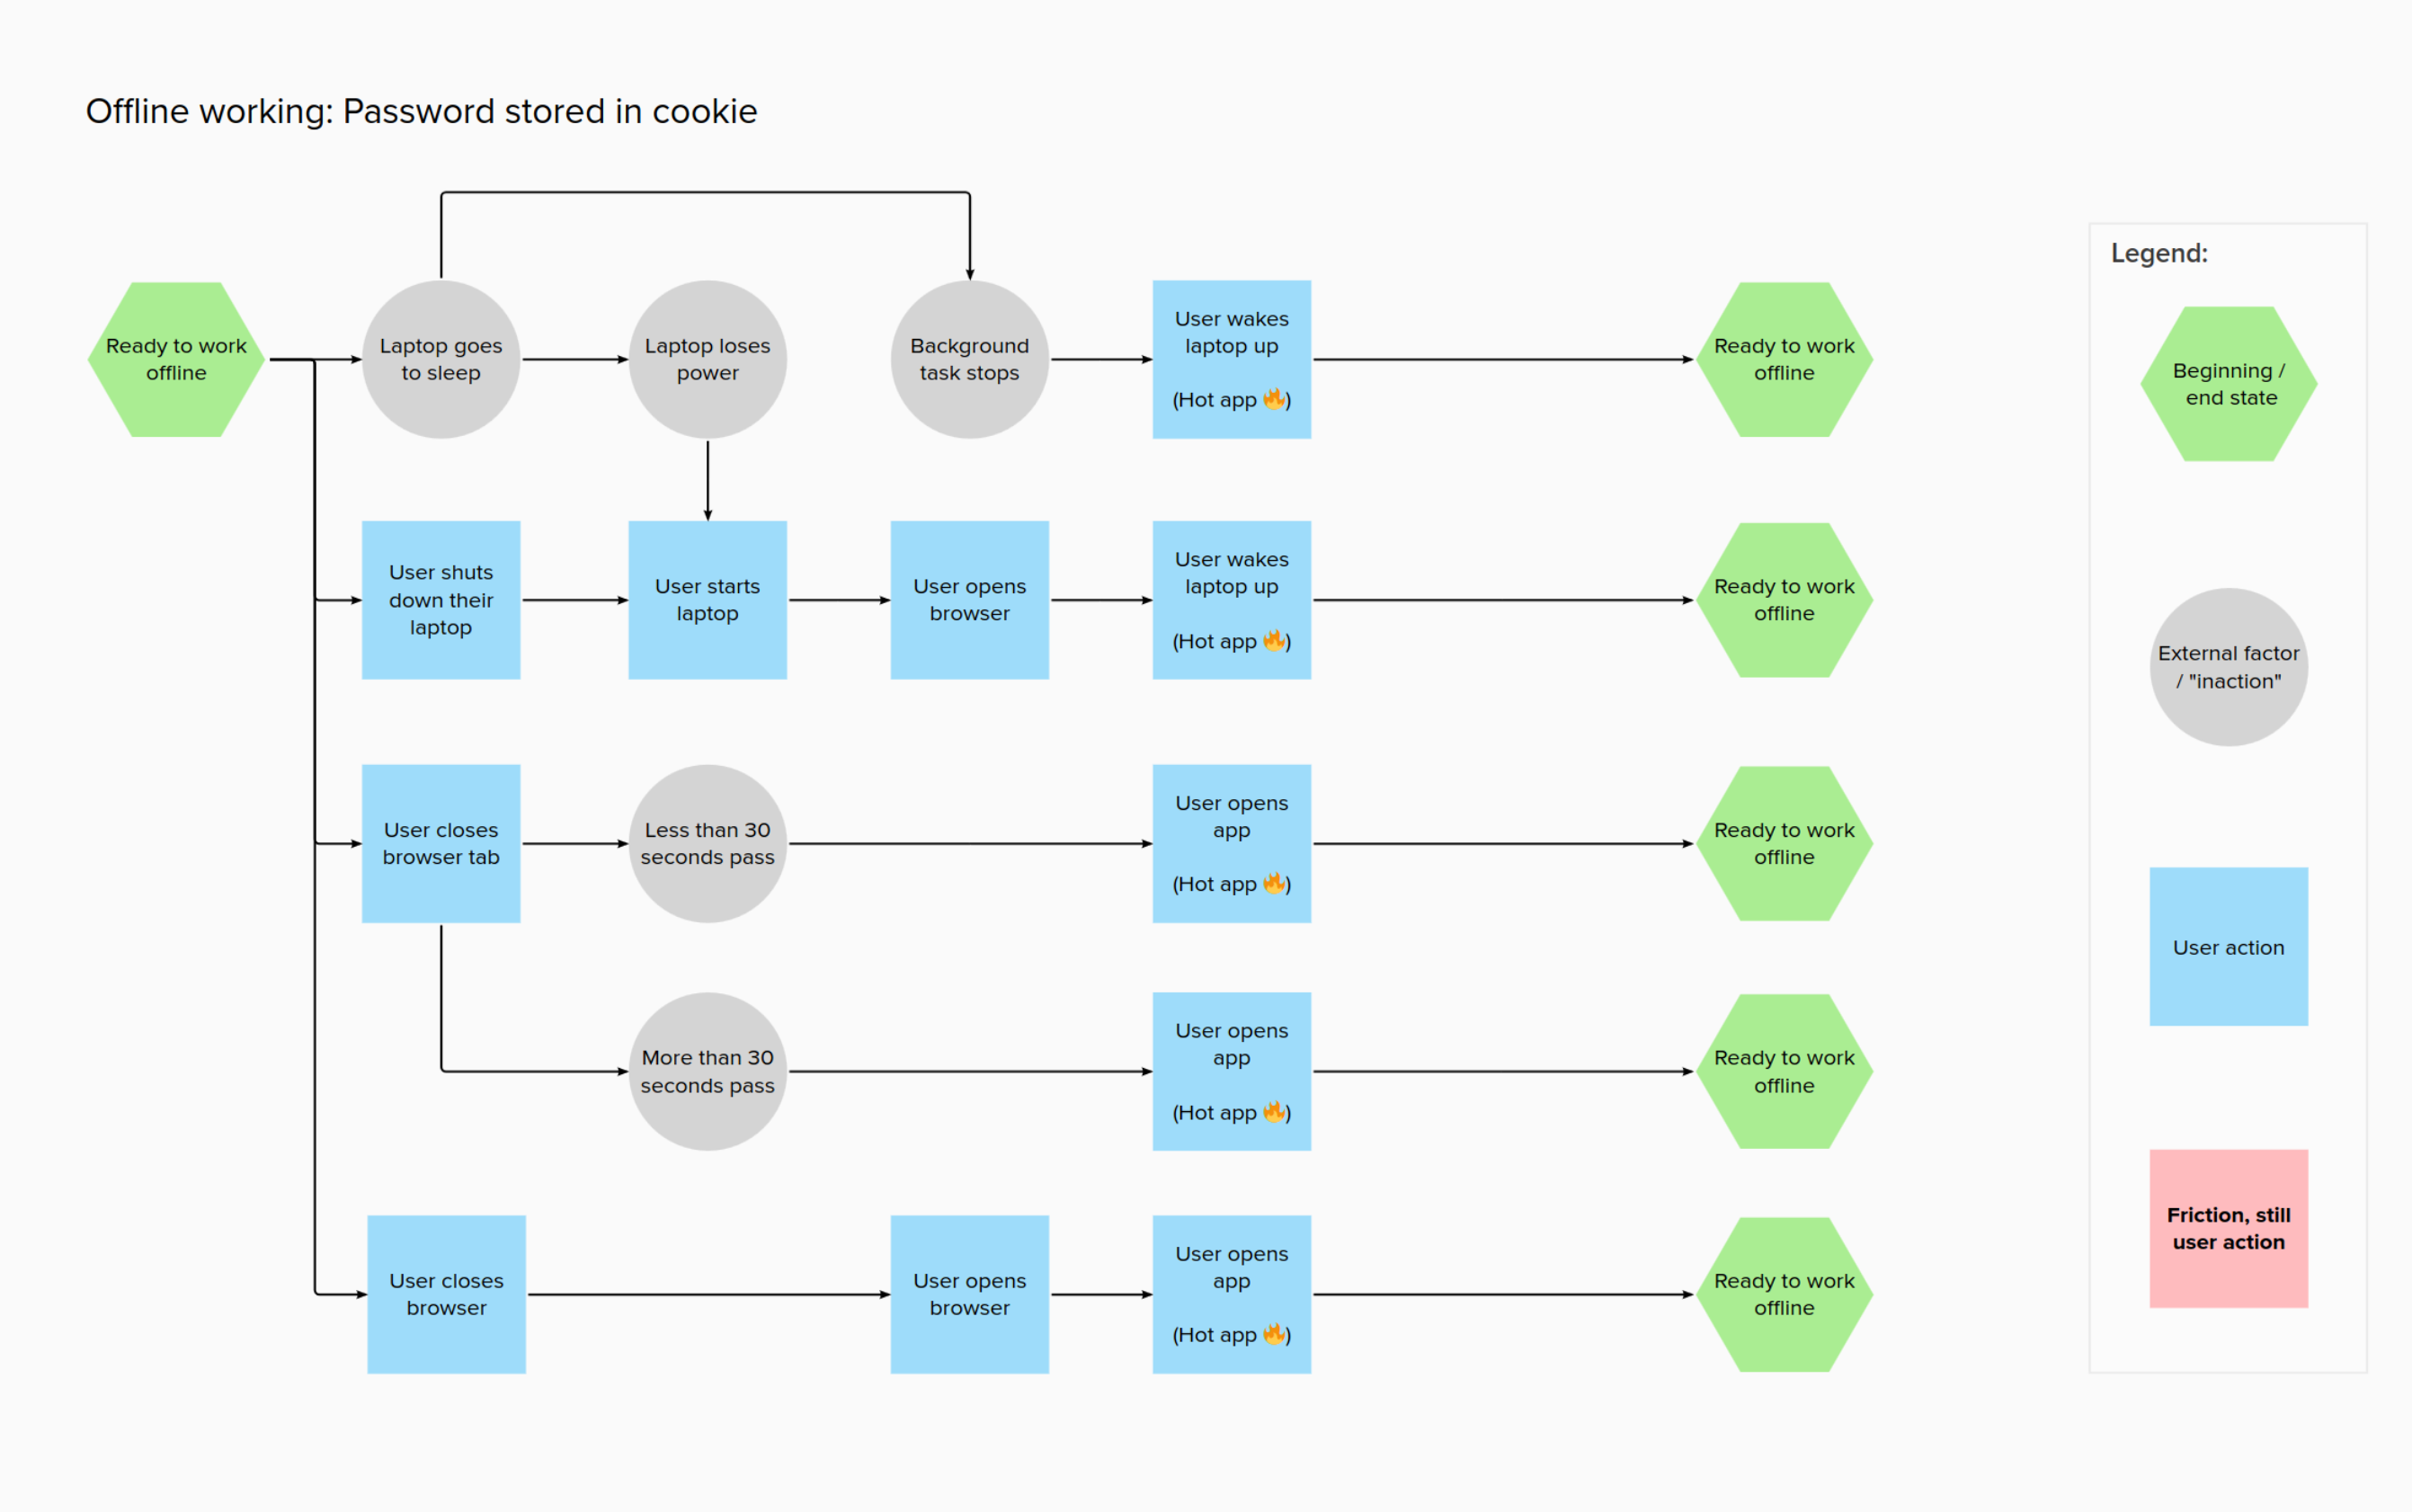 Offline working: Password stored in cookie
Ready to work
offline
Laptop goes
to sleep
Laptop loses
power
Background
task stops
User wakes
laptop up
(Hot app 🔥)
Ready to work
offline
User shuts
down their
laptop
User starts
laptop
User opens
browser
User wakes
laptop up
(Hot app 🔥)
Ready to work
offline
User closes
browser tab
Less than 30
seconds pass
User opens
app
(Hot app 🔥)
Ready to work
offline
More than 30
seconds pass
User opens
app
(Hot app 🔥)
Ready to work
offline
User closes
browser
User opens
browser
User opens
app
(Hot app 🔥)
Ready to work
offline
Legend:
Beginning /
end state
External factor
/ "inaction"
User action
Friction, still
user action